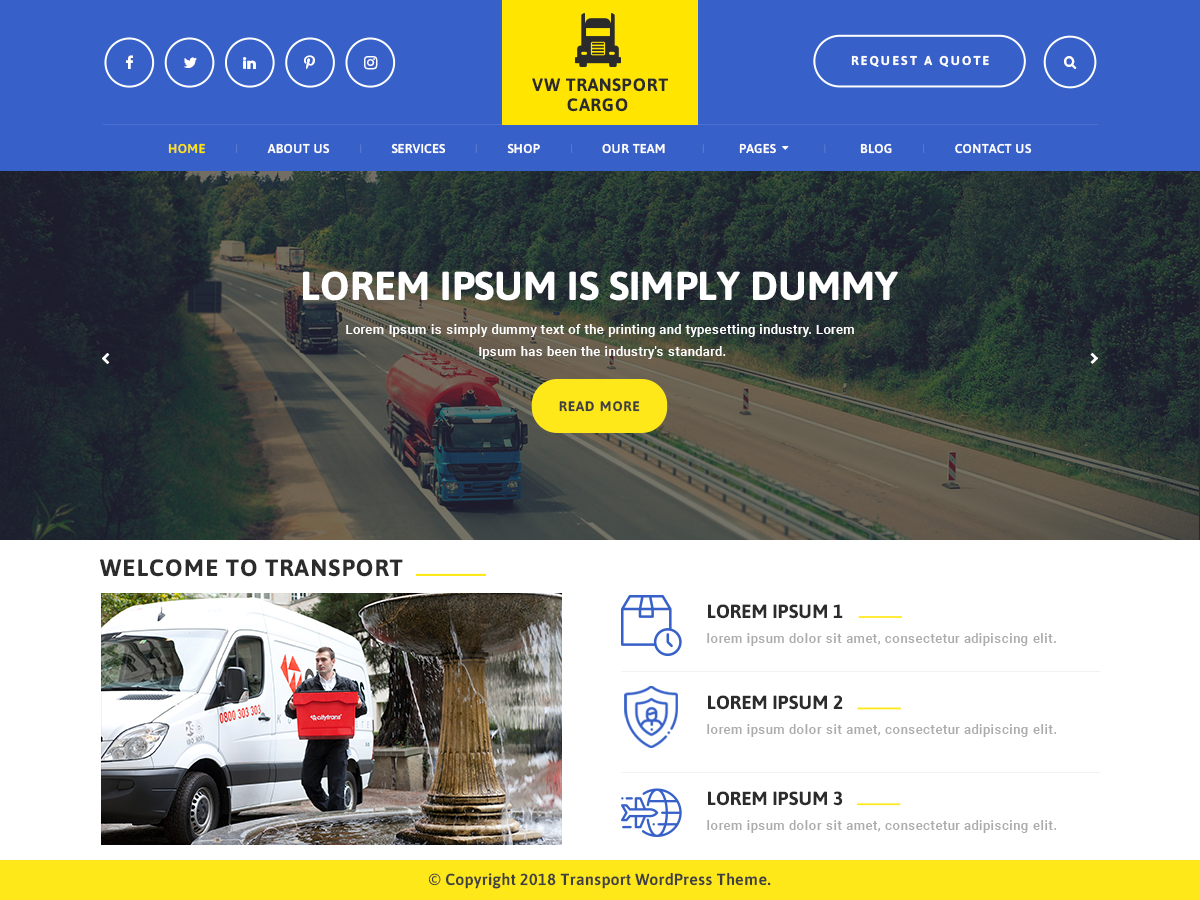 VW TRANSPORT
CARGO
REQUEST A QUOTE
HOME
ABOUT US
SERVICES
SHOP
OUR TEAM
PAGES
BLOG
CONTACT US
LOREM IPSUM IS SIMPLY DUMMY
Lorem Ipsum is simply dummy text of the printing and typesetting industry. Lorem
Ipsum has been the industry's standard.
READ MORE
WELCOME TO TRANSPORT
0800 303 303
citytrans
LOREM IPSUM 1
lorem ipsum dolor sit amet, consectetur adipiscing elit.
LOREM IPSUM 2
lorem ipsum dolor sit amet, consectetur adipiscing elit.
LOREM IPSUM 3
lorem ipsum dolor sit amet, consectetur adipiscing elit.
© Copyright 2018 Transport WordPress Theme.